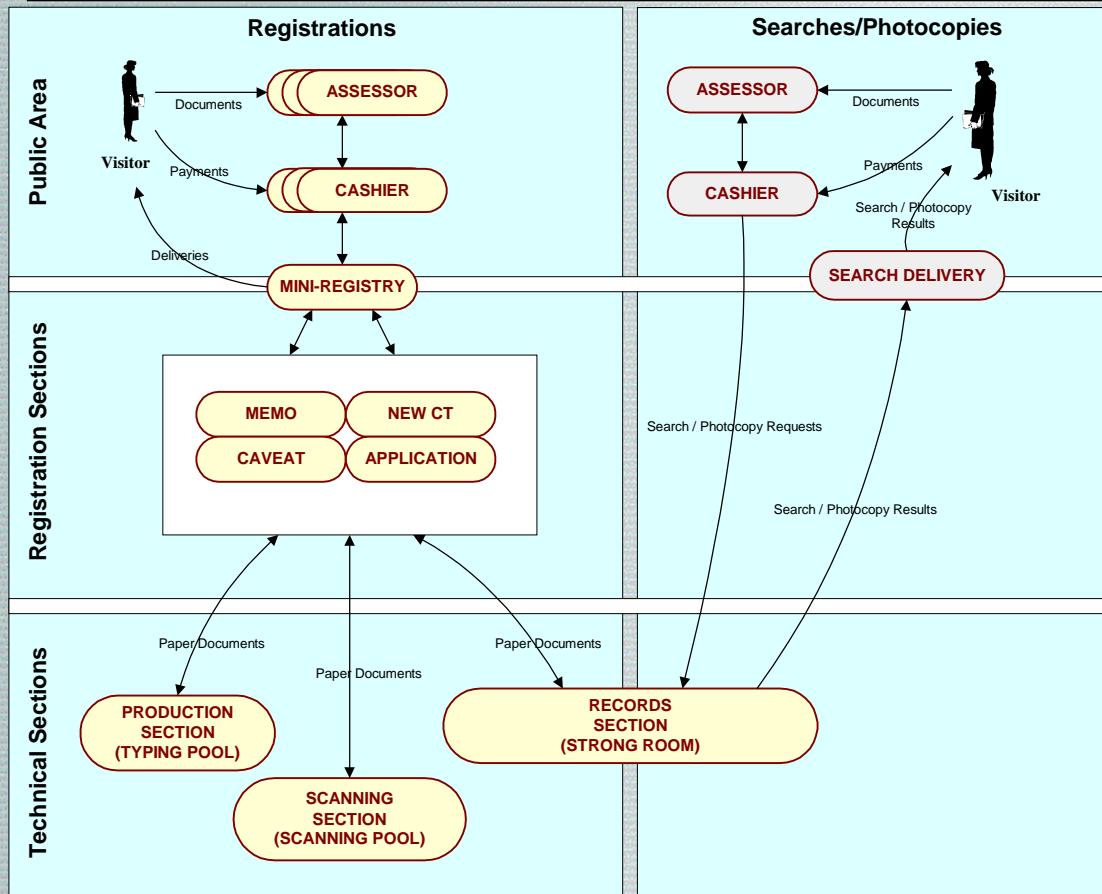 Registrations
Searches/Photocopies
Public Area
ASSESSOR
Documents
Visitor
Payments
CASHIER
Deliveries
MINI-REGISTRY
ASSESSOR
Documents
Payments
CASHIER
Visitor
Search / Photocopy
Results
SEARCH DELIVERY
Registration Sections
MEMO
NEW CT
CAVEAT
APPLICATION
Search / Photocopy Requests
Search / Photocopy Results
Technical Sections
Paper Documents
Paper Documents
Paper Documents
PRODUCTION
SECTION
(TYPING POOL)
SCANNING
SECTION
(SCANNING POOL)
RECORDS
SECTION
(STRONG ROOM)